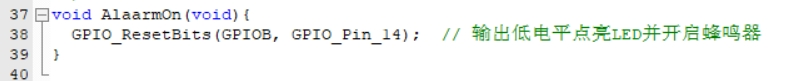 37 void AlaarmOn(void){
38 GPIO_ResetBits(GPIOB, GPIO_Pin_14); // 输出低电平点亮LED并开启蜂鸣器
39 }
40